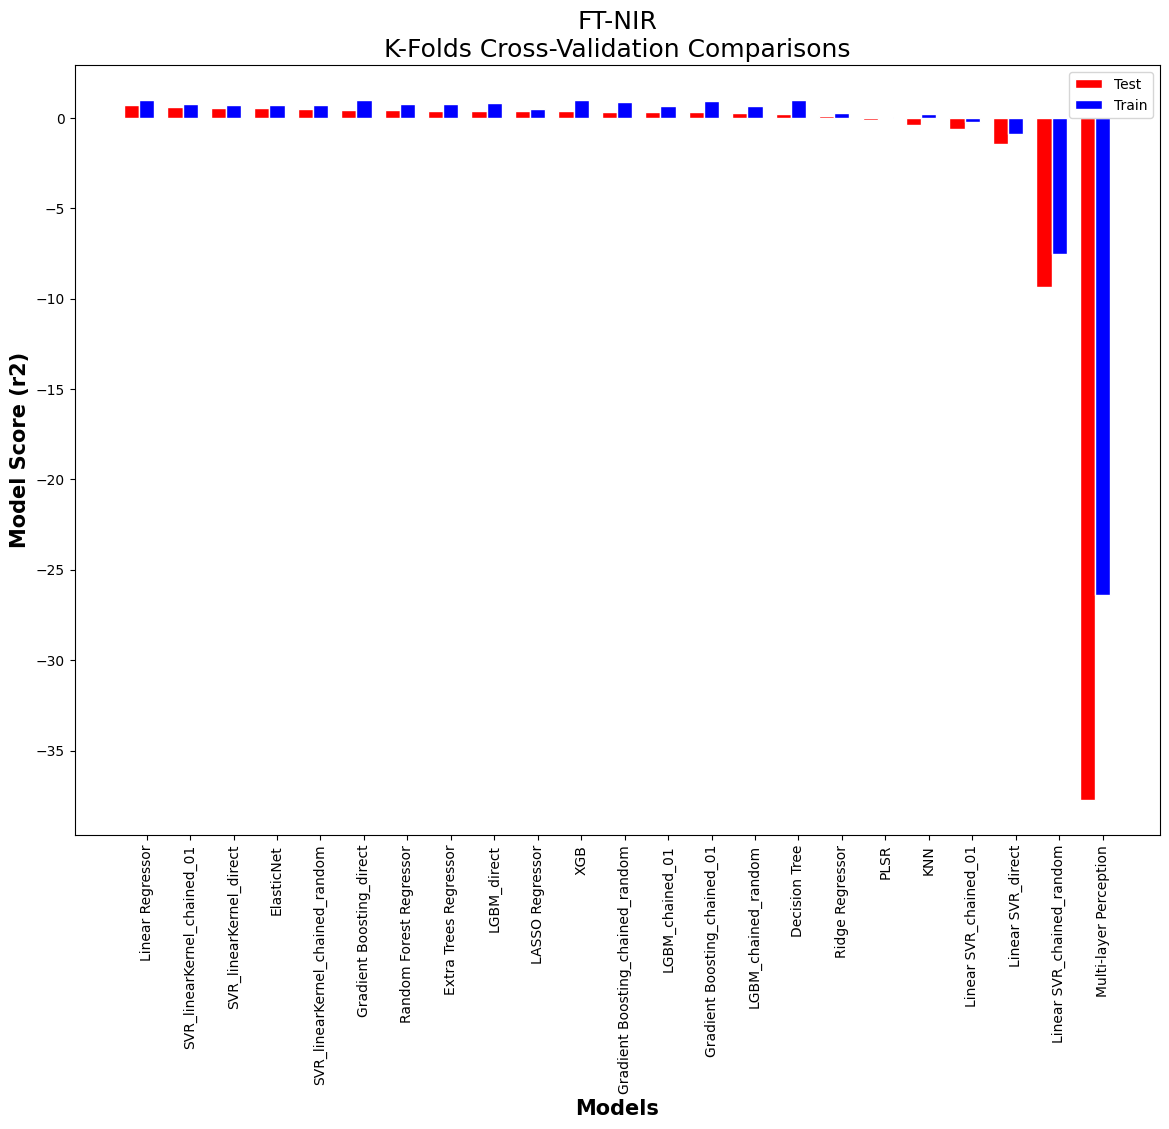 FT-NIR
K-Folds Cross-Validation Comparisons
Test
Train
Model Score (r2)
0
−5
−10
−15
−20
−25
−30
−35
Linear Regressor
SVR_linearKernel_chained_01
SVR_linearKernel_direct
ElasticNet
SVR_linearKernel_chained_random
Gradient Boosting_direct
Random Forest Regressor
Extra Trees Regressor
LGBM_direct
LASSO Regressor
XGB
Gradient Boosting_chained_random
LGBM_chained_01
Gradient Boosting_chained_01
LGBM_chained_random
Decision Tree
Ridge Regressor
PLSR
KNN
Linear SVR_chained_01
Linear SVR_direct
Linear SVR_chained_random
Multi-layer Perception
Models